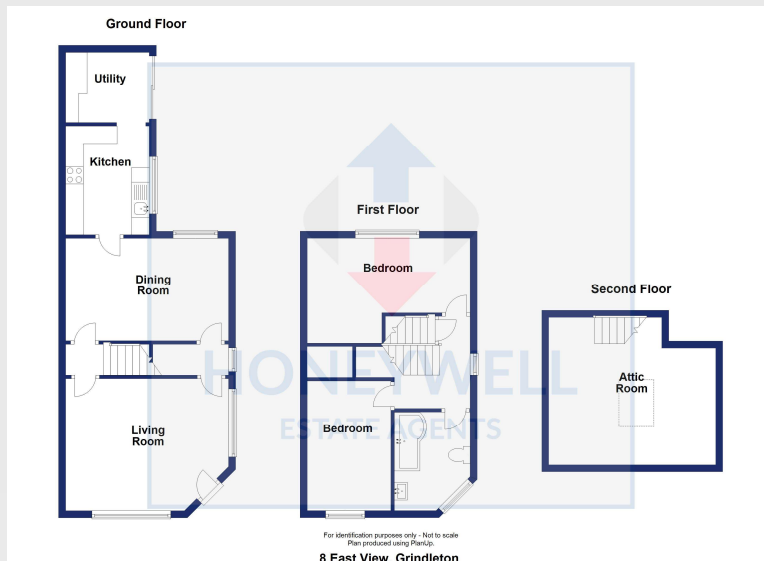 Ground Floor
Utility
Kitchen
Dining
Room
Living
Room
First Floor
Bedroom
Bedroom
Second Floor
Attic
Room
HONEYWELL
ESTATE AGENTS
For identification purposes only - Not to scale
Plan produced using PlanUp.
8 East View, Grindleton